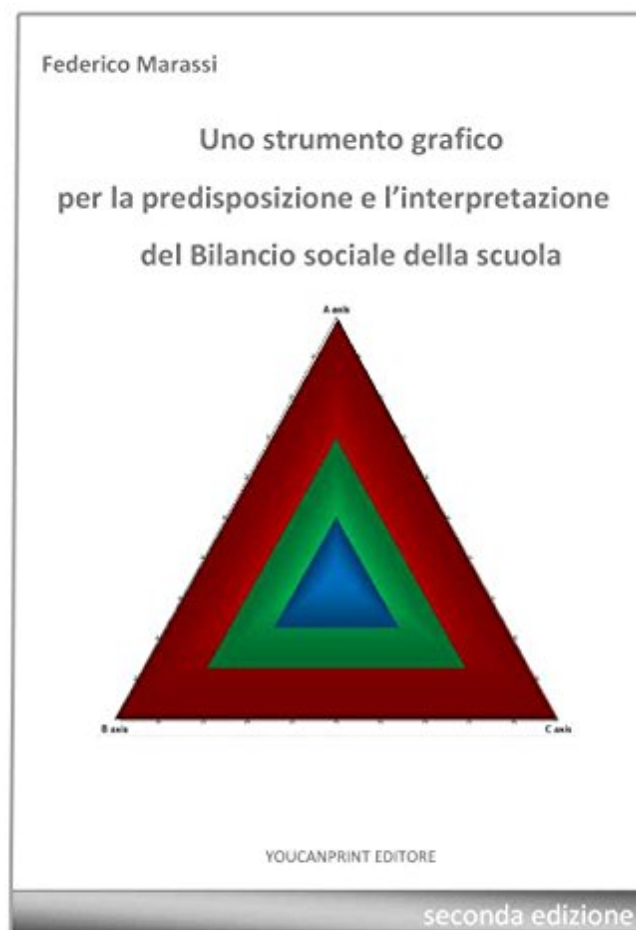 Federico Marassi
Uno strumento grafico
per la predisposizione e l'interpretazione
del Bilancio sociale della scuola
A axis
B axis
C axis
YOUCANPRINT EDITORE
seconda edizione